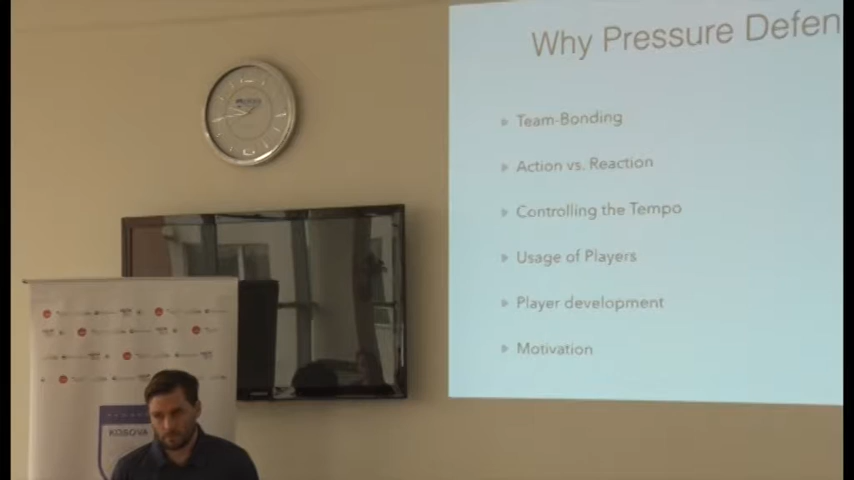 Why Pressure Defen
Team-Bonding
Action vs. Reaction
Controlling the Tempo
Usage of Players
Player development
Motivation
KOSOVA